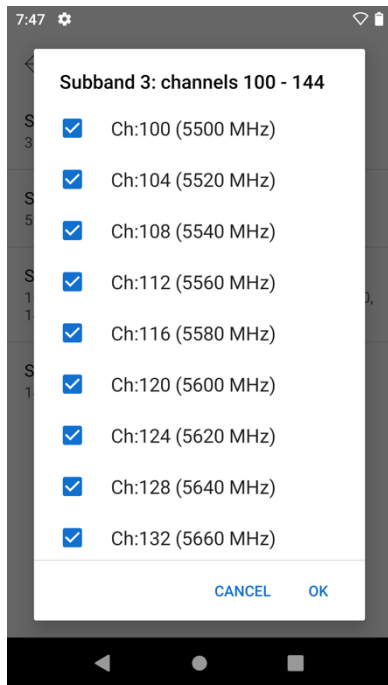 7:47
Subband 3: channels 100 - 144
Ch:100 (5500 MHz)
Ch:104 (5520 MHz)
Ch:108 (5540 MHz)
Ch:112 (5560 MHz)
Ch:116 (5580 MHz)
Ch:120 (5600 MHz)
Ch:124 (5620 MHz)
Ch:128 (5640 MHz)
Ch:132 (5660 MHz)
CANCEL OK